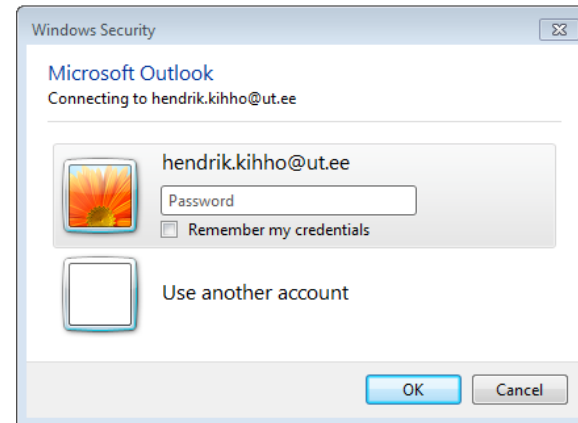 Windows Security
Microsoft Outlook
Connecting to hendrik.kihho@ut.ee
hendrik.kihho@ut.ee
Password
Remember my credentials
Use another account
OK
Cancel